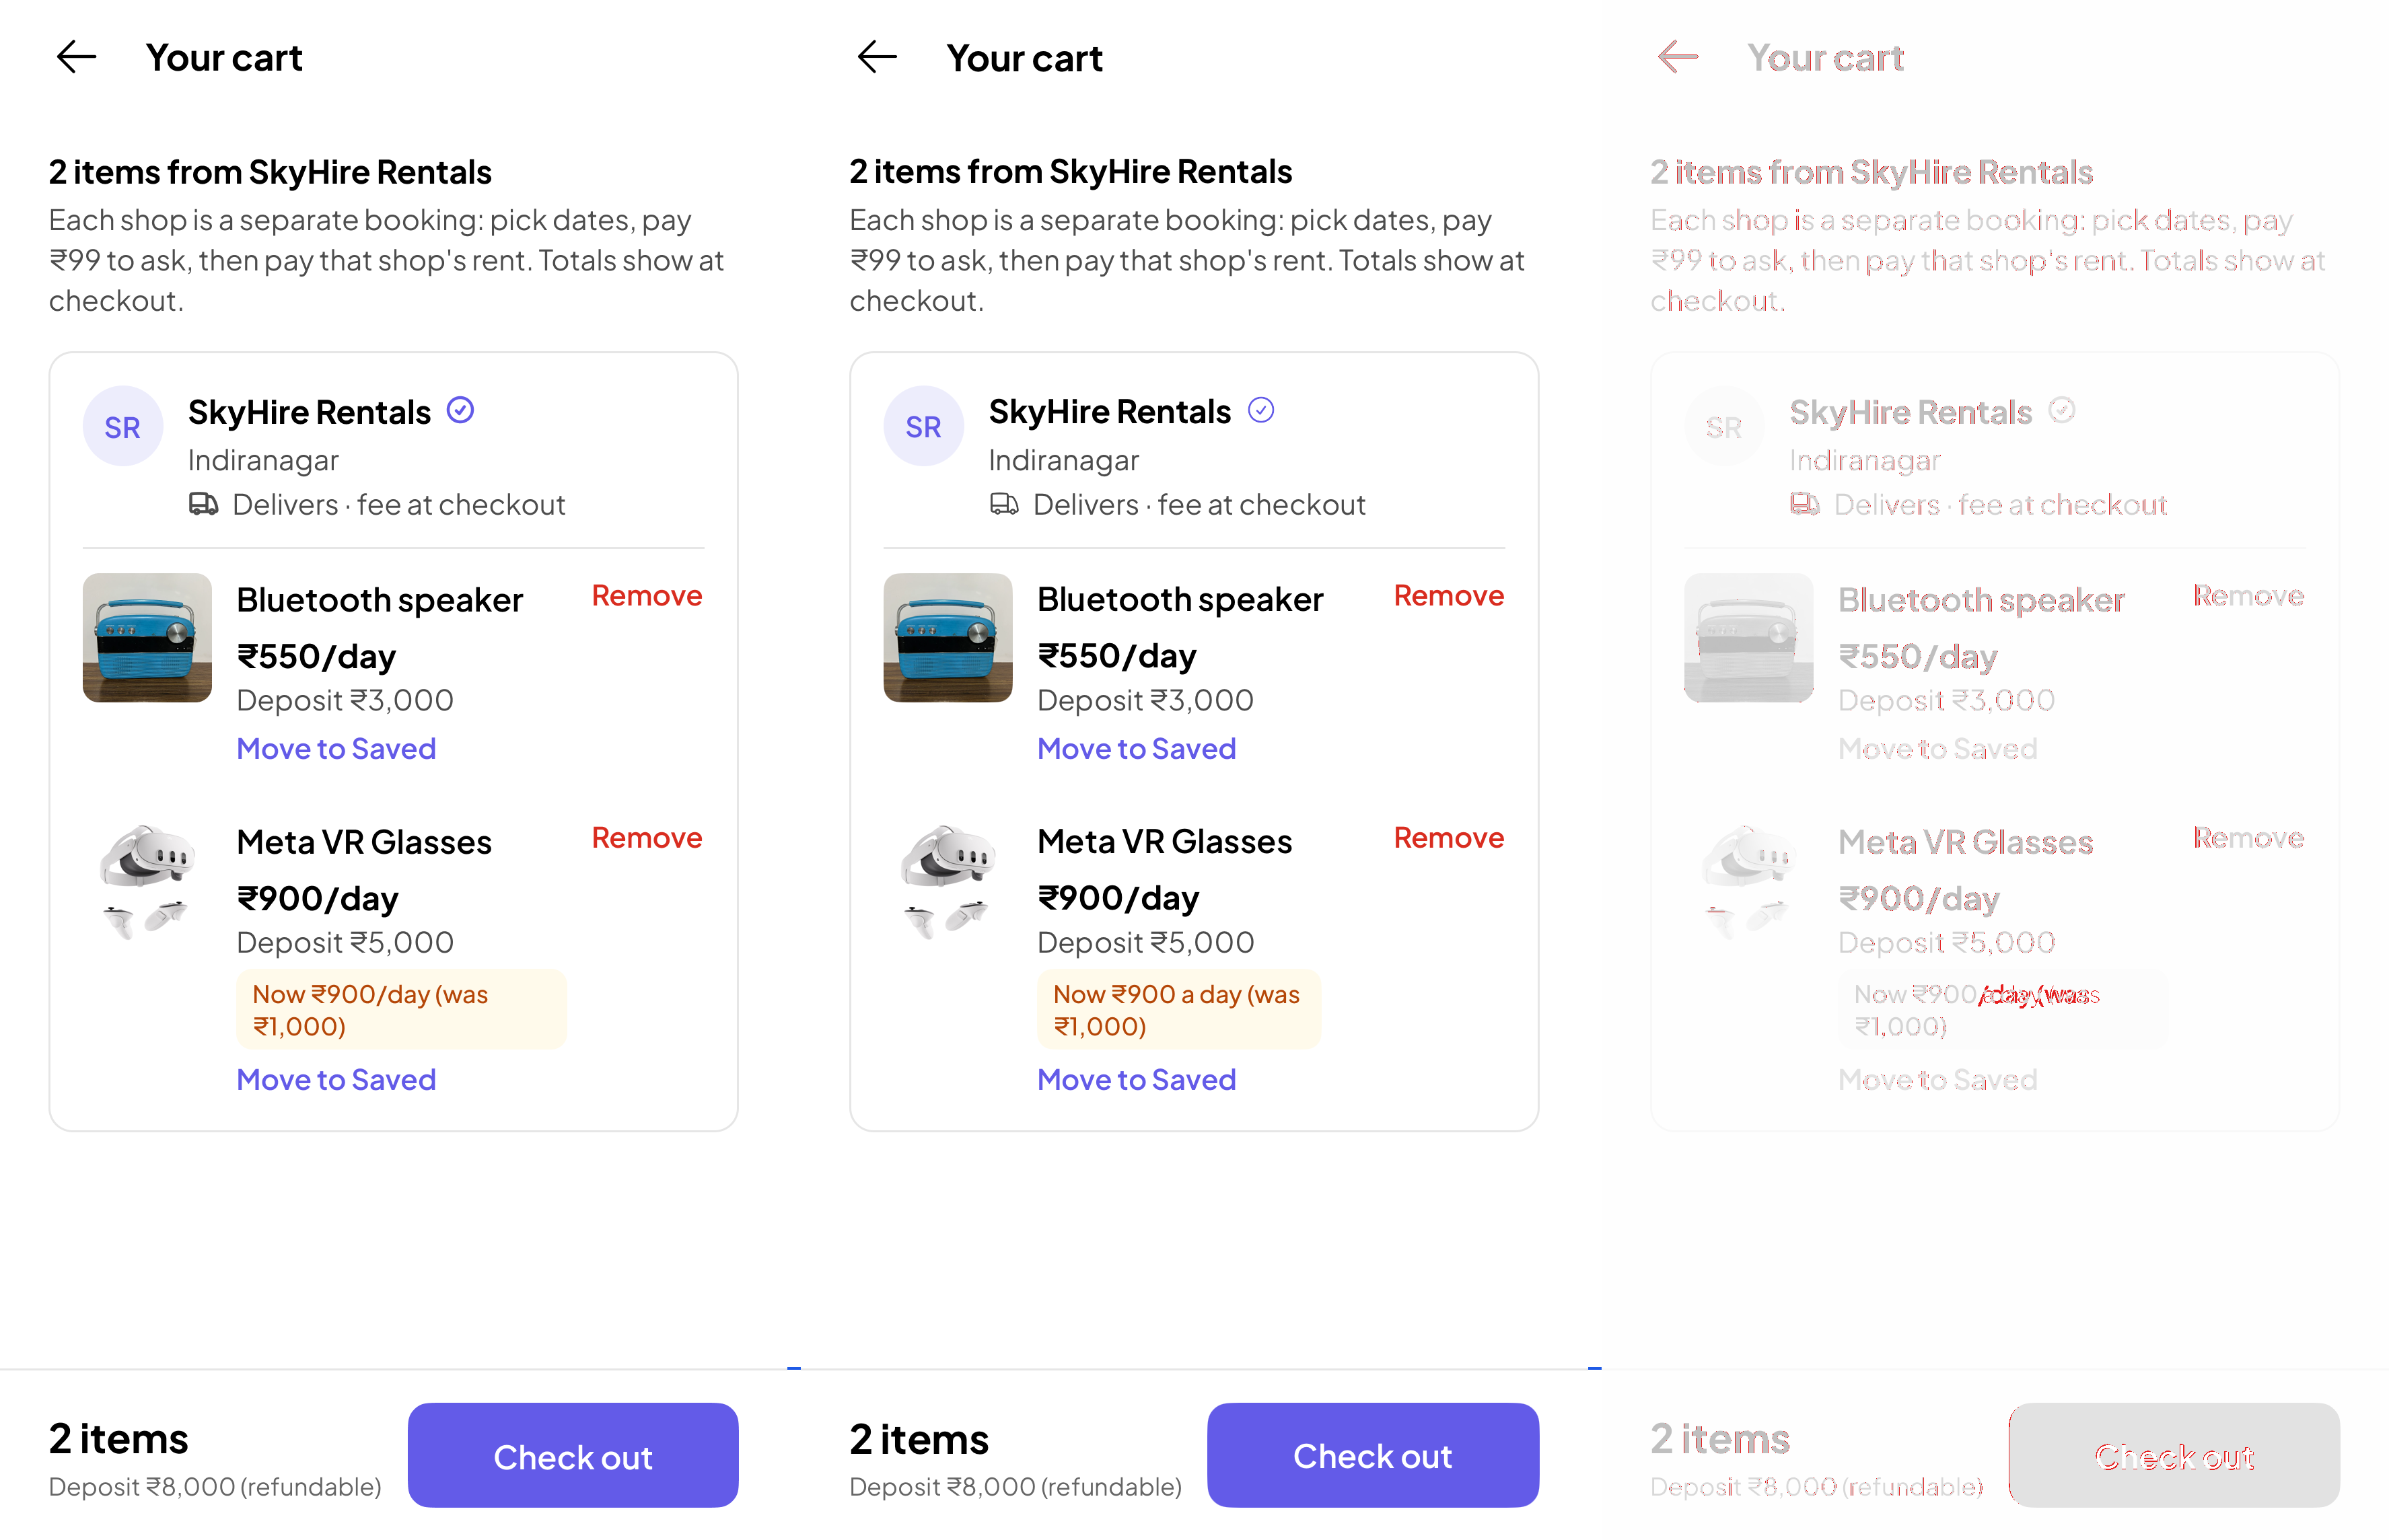 Your cart
2 items from SkyHire Rentals
Each shop is a separate booking: pick dates, pay
₹99 to ask, then pay that shop's rent. Totals show at
checkout.
SR
SkyHire Rentals
Indiranagar
Delivers · fee at checkout
Bluetooth speaker
Remove
₹550/day
Deposit ₹3,000
Move to Saved
Meta VR Glasses
Remove
₹900/day
Deposit ₹5,000
Now ₹900/day (was
₹1,000)
Move to Saved
2 items
Deposit ₹8,000 (refundable)
Check out
Your cart
2 items from SkyHire Rentals
Each shop is a separate booking: pick dates, pay
₹99 to ask, then pay that shop's rent. Totals show at
checkout.
SR
SkyHire Rentals
Indiranagar
Delivers · fee at checkout
Bluetooth speaker
Remove
₹550/day
Deposit ₹3,000
Move to Saved
Meta VR Glasses
Remove
₹900/day
Deposit ₹5,000
Now ₹900 a day (was
₹1,000)
Move to Saved
2 items
Deposit ₹8,000 (refundable)
Check out
Your cart
2 items from SkyHire Rentals
Each shop is a separate booking: pick dates, pay
₹99 to ask, then pay that shop's rent. Totals show at
checkout.
SR
SkyHire Rentals
Indiranagar
Delivers · fee at checkout
Bluetooth speaker
Remove
₹550/day
Deposit ₹3,000
Move to Saved
Meta VR Glasses
Remove
₹900/day
Deposit ₹5,000
Now ₹900
₹1,000)
Move to Saved
2 items
Deposit ₹8,000 (refundable)
Check out